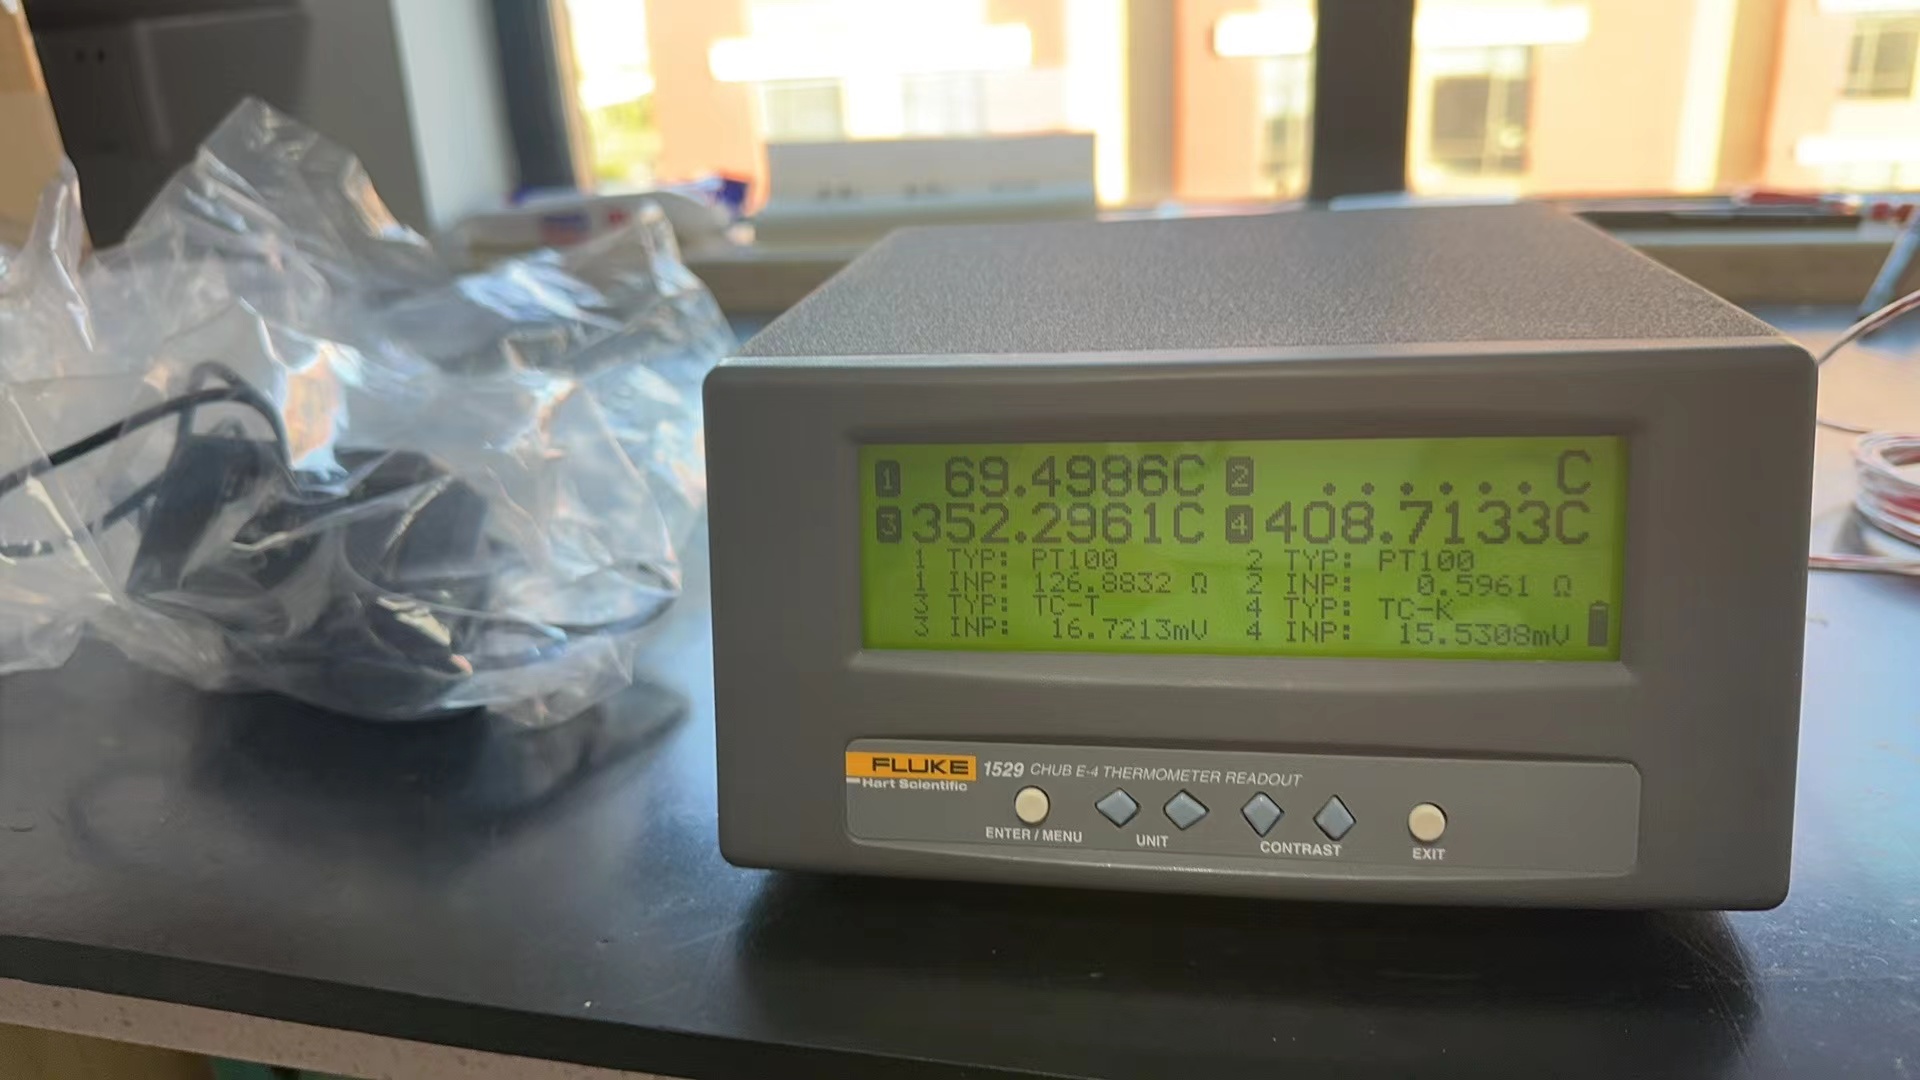 1 69.4986C 2 ......C
3 352.2961C 4 408.7133C
1 TYP: PT100 2 TYP: PT100
1 INP: 126.8832 Ω 2 INP: 0.5961 Ω
3 TYP: TC-T 4 TYP: TC-K
3 INP: 16.7213mV 4 INP: 15.5308mV
FLUKE 1529 CHUB E-4 THERMOMETER READOUT
Hart Scientific
ENTER / MENU UNIT CONTRAST EXIT